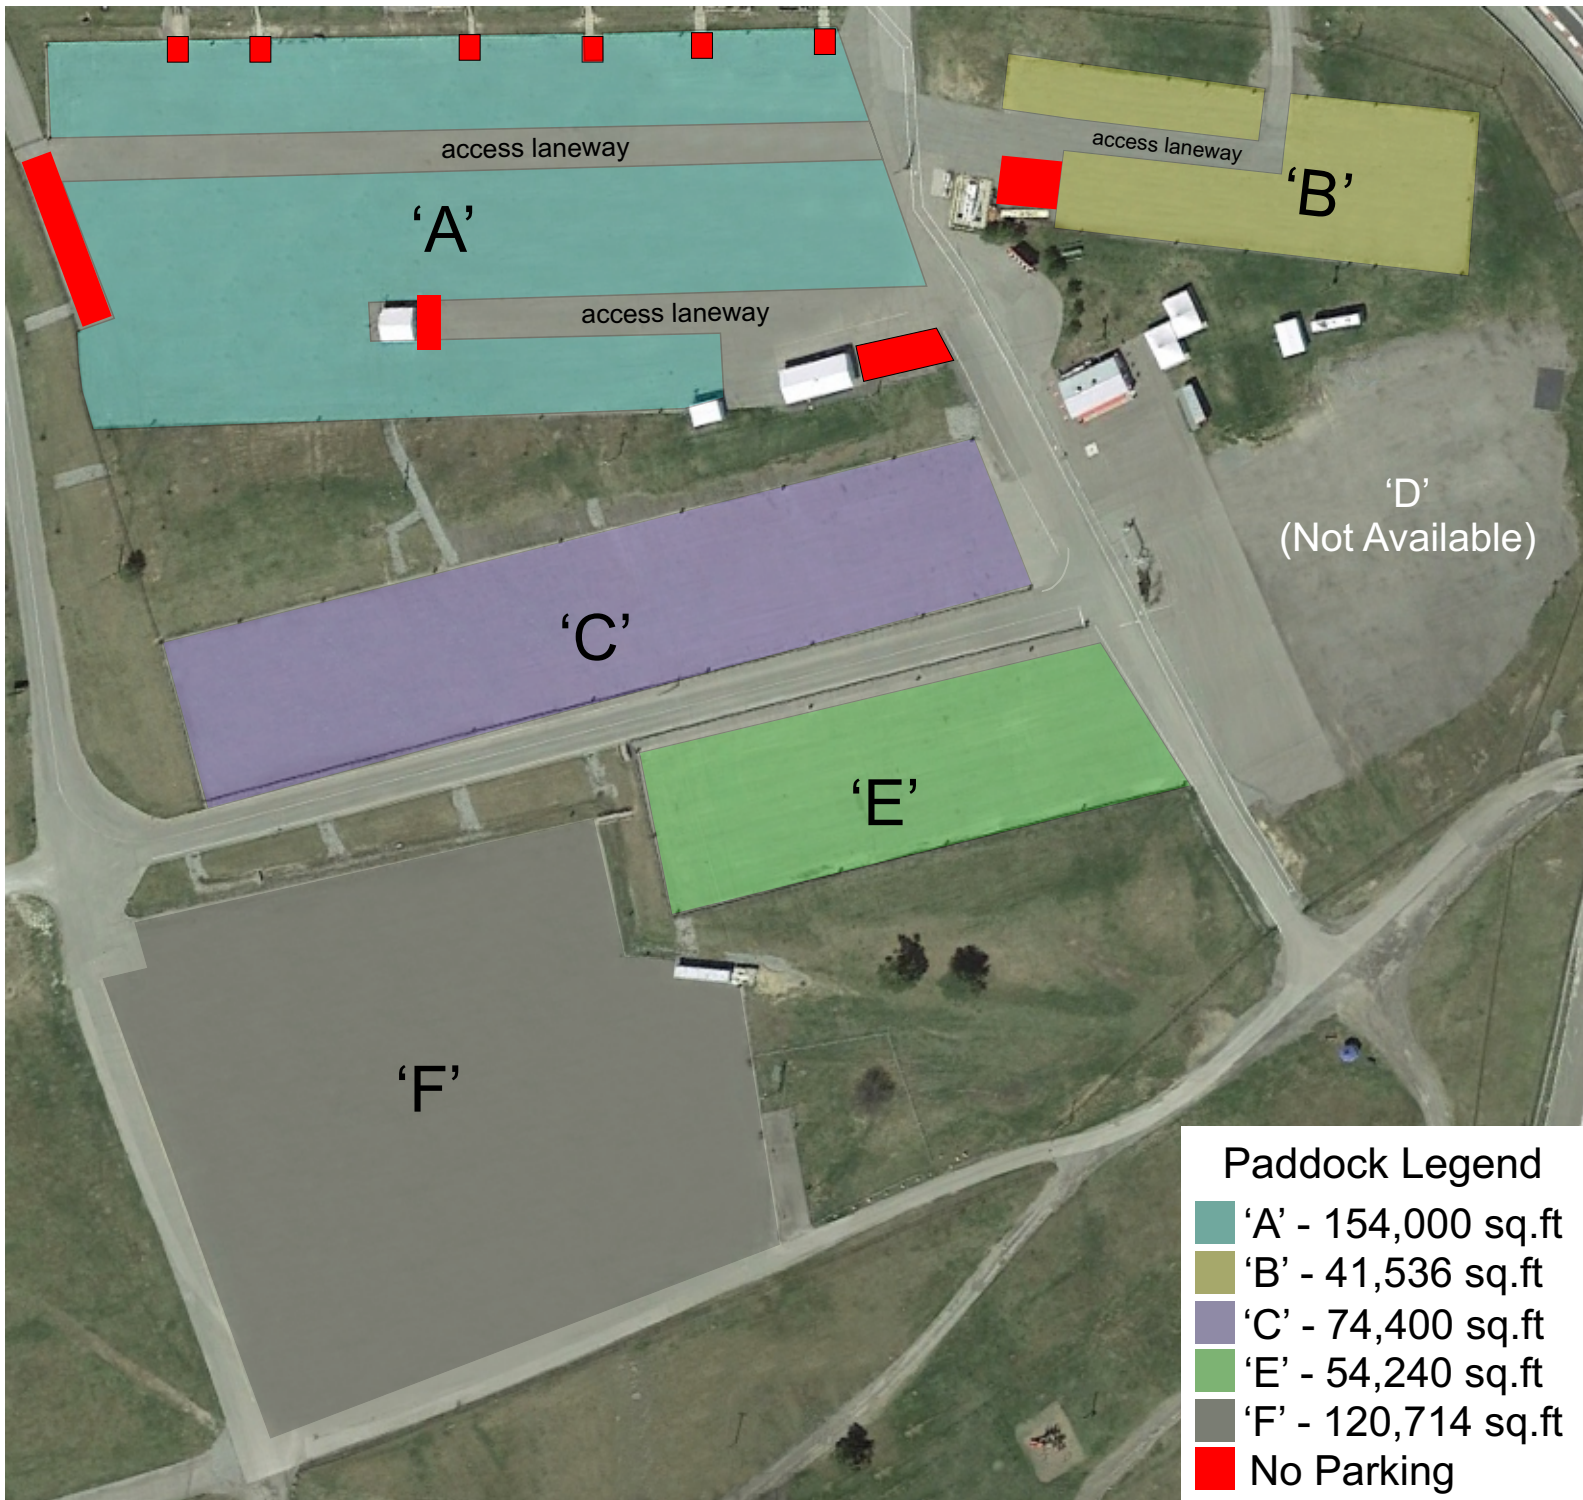 access laneway
access laneway
'A'
'B'
access laneway
'D'
(Not Available)
'C'
'E'
'F'
Paddock Legend
'A' - 154,000 sq.ft
'B' - 41,536 sq.ft
'C' - 74,400 sq.ft
'E' - 54,240 sq.ft
'F' - 120,714 sq.ft
No Parking